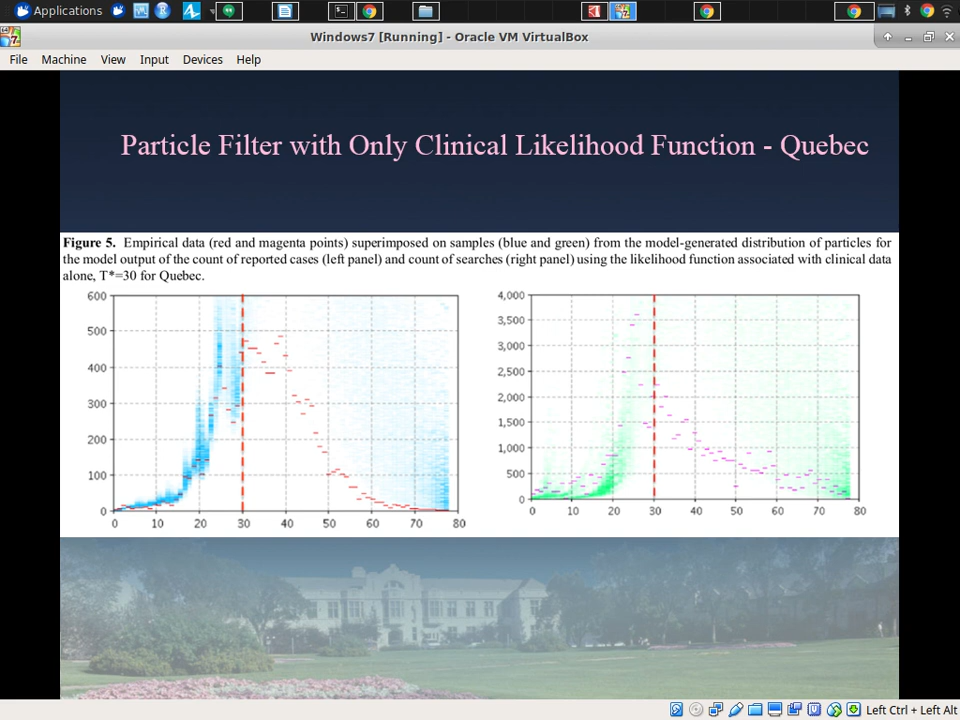 Applications
Windows7 [Running] - Oracle VM VirtualBox
File Machine View Input Devices Help
Particle Filter with Only Clinical Likelihood Function - Quebec
Figure 5. Empirical data (red and magenta points) superimposed on samples (blue and green) from the model-generated distribution of particles for
the model output of the count of reported cases (left panel) and count of searches (right panel) using the likelihood function associated with clinical data
alone, T*=30 for Quebec.
600
500
400
300
200
100
0
0 10 20 30 40 50 60 70 80
4,000
3,500
3,000
2,500
2,000
1,500
1,000
500
0
0 10 20 30 40 50 60 70 80
Left Ctrl + Left Alt